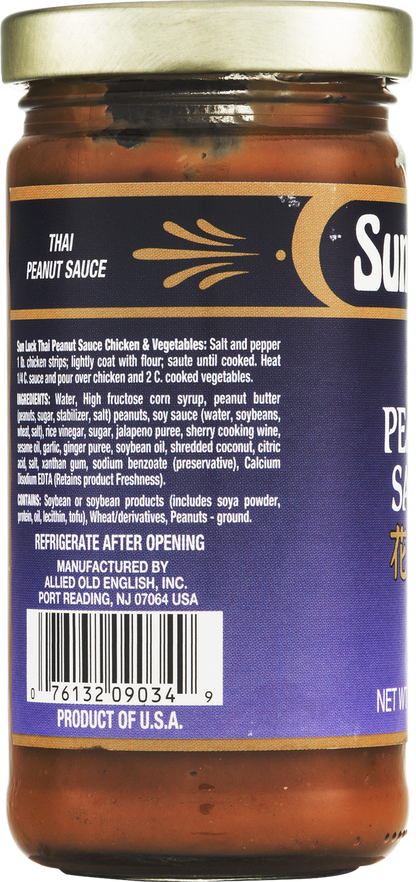 THAI
PEANUT SAUCE
Sun
Sun Luck Thai Peanut Sauce Chicken & Vegetables: Salt and pepper
1 lb. chicken strips; lightly coat with flour; saute until cooked. Heat
1/4 C. sauce and pour over chicken and 2 C. cooked vegetables.
INGREDIENTS: Water, High fructose corn syrup, peanut butter
(peanuts, sugar, stabilizer, salt) peanuts, soy sauce (water, soybeans,
wheat, salt), rice vinegar, sugar, jalapeno puree, sherry cooking wine,
sesame oil, garlic, ginger puree, soybean oil, shredded coconut, citric
acid, salt, xanthan gum, sodium benzoate (preservative), Calcium
Disodium EDTA (Retains product Freshness).
CONTAINS: Soybean or soybean products (includes soya powder,
protein, oil, lecithin, tofu), Wheat/derivatives, Peanuts - ground.
REFRIGERATE AFTER OPENING
MANUFACTURED BY
ALLIED OLD ENGLISH, INC.
PORT READING, NJ 07064 USA
0 76132 09034 9
PRODUCT OF U.S.A.
PE
SA
花
NET W